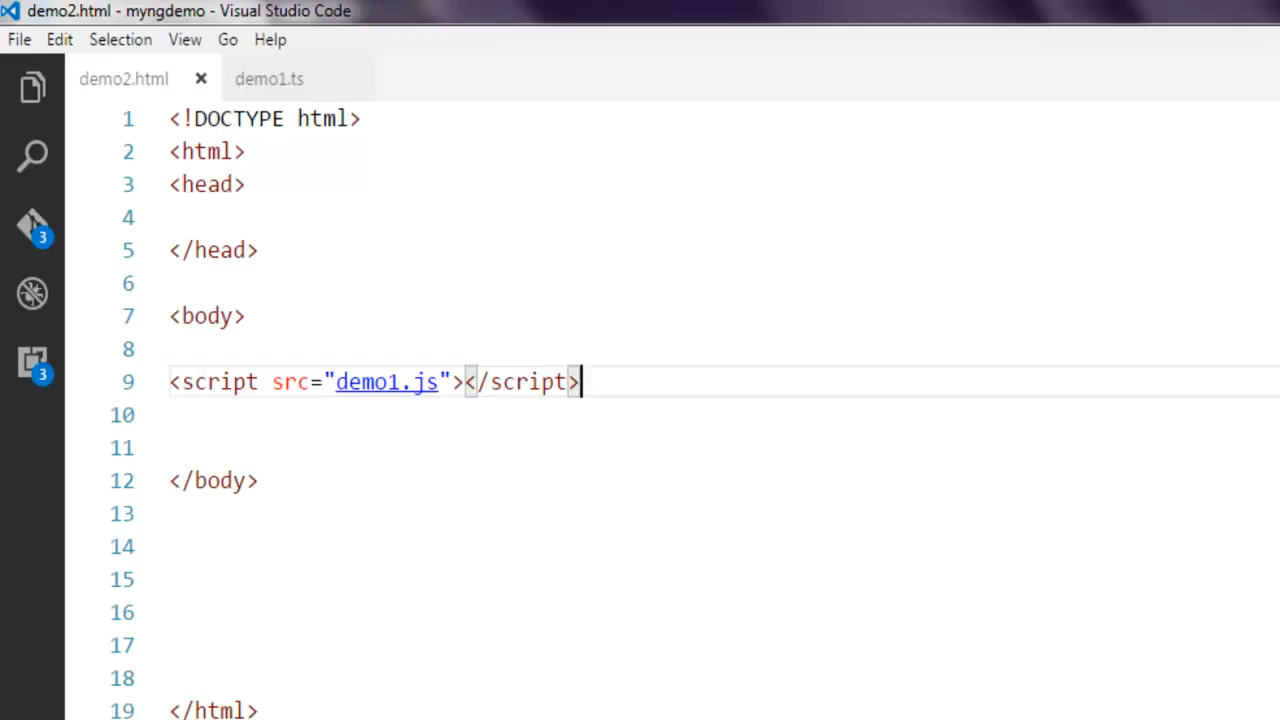 demo2.html - myngdemo - Visual Studio Code
File Edit Selection View Go Help
demo2.html × demo1.ts
1 <!DOCTYPE html>
2 <html>
3 <head>
4
5 </head>
6
7 <body>
8
9 <script src="demo1.js"></script>
10
11
12 </body>
13
14
15
16
17
18
19 </html>
3
3